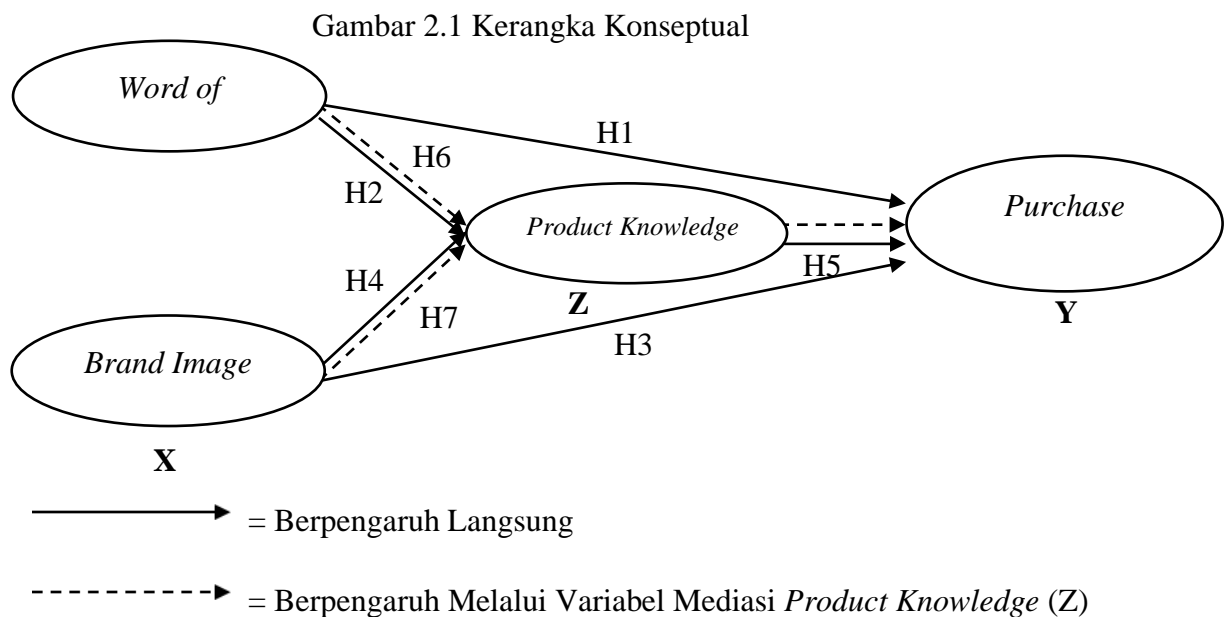 Gambar 2.1 Kerangka Konseptual
Word of
H1
H6
H2
Product Knowledge
Purchase
H4
H5
Z
Y
H7
H3
Brand Image
X
= Berpengaruh Langsung
= Berpengaruh Melalui Variabel Mediasi Product Knowledge (Z)